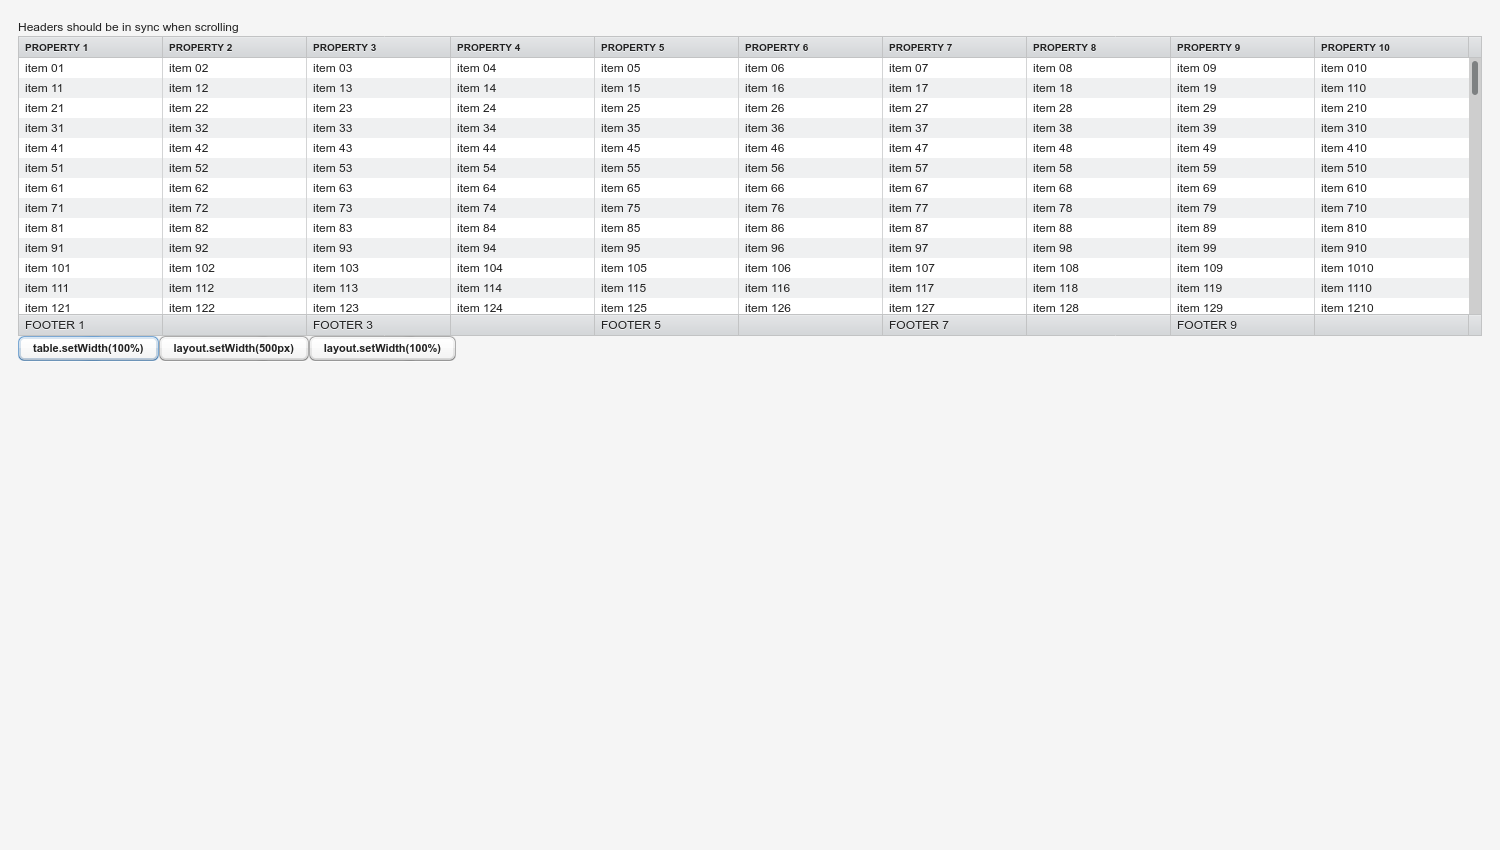 Headers should be in sync when scrolling
PROPERTY 1 PROPERTY 2 PROPERTY 3 PROPERTY 4 PROPERTY 5 PROPERTY 6 PROPERTY 7 PROPERTY 8 PROPERTY 9 PROPERTY 10
item 01 item 02 item 03 item 04 item 05 item 06 item 07 item 08 item 09 item 010
item 11 item 12 item 13 item 14 item 15 item 16 item 17 item 18 item 19 item 110
item 21 item 22 item 23 item 24 item 25 item 26 item 27 item 28 item 29 item 210
item 31 item 32 item 33 item 34 item 35 item 36 item 37 item 38 item 39 item 310
item 41 item 42 item 43 item 44 item 45 item 46 item 47 item 48 item 49 item 410
item 51 item 52 item 53 item 54 item 55 item 56 item 57 item 58 item 59 item 510
item 61 item 62 item 63 item 64 item 65 item 66 item 67 item 68 item 69 item 610
item 71 item 72 item 73 item 74 item 75 item 76 item 77 item 78 item 79 item 710
item 81 item 82 item 83 item 84 item 85 item 86 item 87 item 88 item 89 item 810
item 91 item 92 item 93 item 94 item 95 item 96 item 97 item 98 item 99 item 910
item 101 item 102 item 103 item 104 item 105 item 106 item 107 item 108 item 109 item 1010
item 111 item 112 item 113 item 114 item 115 item 116 item 117 item 118 item 119 item 1110
item 121 item 122 item 123 item 124 item 125 item 126 item 127 item 128 item 129 item 1210
FOOTER 1 FOOTER 3 FOOTER 5 FOOTER 7 FOOTER 9
table.setWidth(100%) layout.setWidth(500px) layout.setWidth(100%)